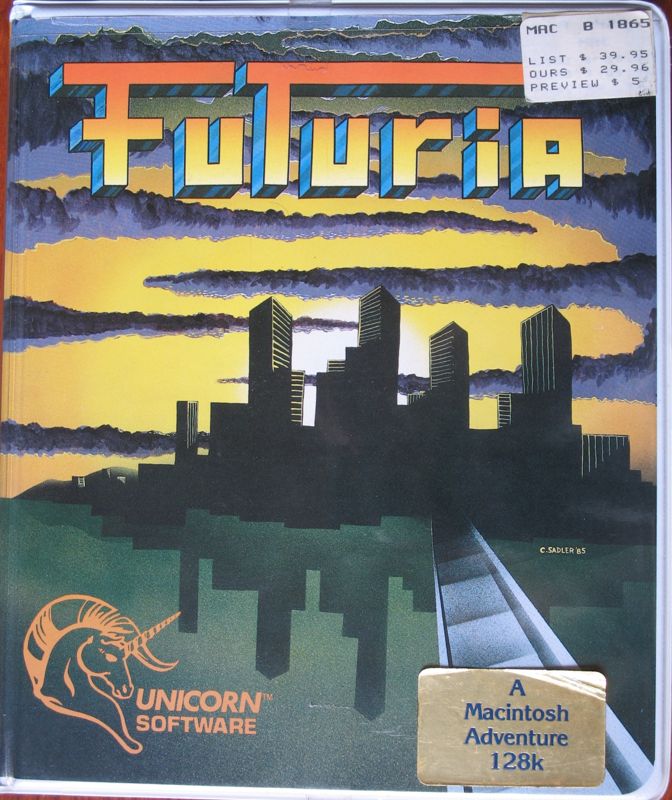 MAC B 1865
LIST $ 39.95
OURS $ 29.96
PREVIEW $ 5
FuTuria
C. SADLER '85
UNICORN™
SOFTWARE
A
Macintosh
Adventure
128k